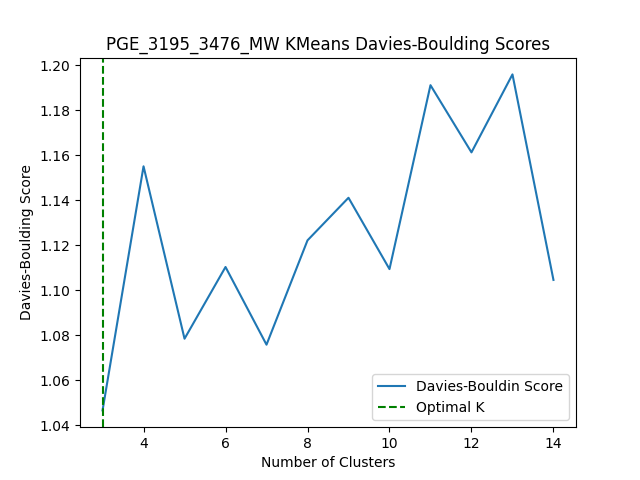 PGE_3195_3476_MW KMeans Davies-Boulding Scores
1.20
1.18
1.16
1.14
1.12
1.10
1.08
1.06
1.04
Davies-Boulding Score
Davies-Bouldin Score
Optimal K
4 6 8 10 12 14
Number of Clusters